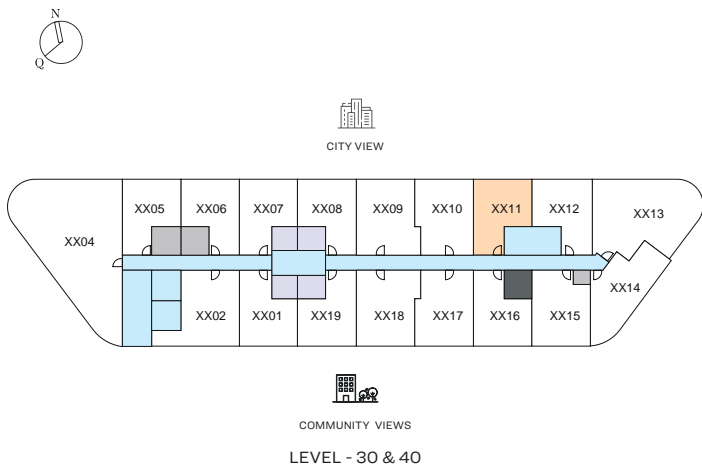 N
Q
CITY VIEW
XX05 XX06 XX07 XX08 XX09 XX10 XX11 XX12
XX04 XX13
XX14
XX02 XX01 XX19 XX18 XX17 XX16 XX15
COMMUNITY VIEWS
LEVEL - 30 & 40